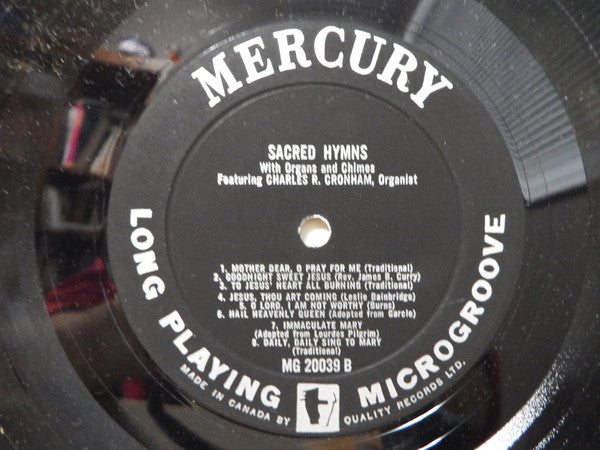 MERCURY
SACRED HYMNS
With Organs and Chimes
Featuring CHARLES R. CRONHAM, Organist
1. MOTHER DEAR, O PRAY FOR ME (Traditional)
2. GOODNIGHT SWEET JESUS (Rev. James B. Curry)
3. TO JESUS' HEART ALL BURNING (Traditional)
4. JESUS, THOU ART COMING (Leslie Bainbridge)
5. O LORD, I AM NOT WORTHY (Burns)
6. HAIL HEAVENLY QUEEN (Adapted from Garcie)
7. IMMACULATE MARY
(Adapted from Lourdes Pilgrim)
8. DAILY, DAILY SING TO MARY
(Traditional)
MG 20039 B
LONG PLAYING MICROGROOVE
MADE IN CANADA BY QUALITY RECORDS LTD.